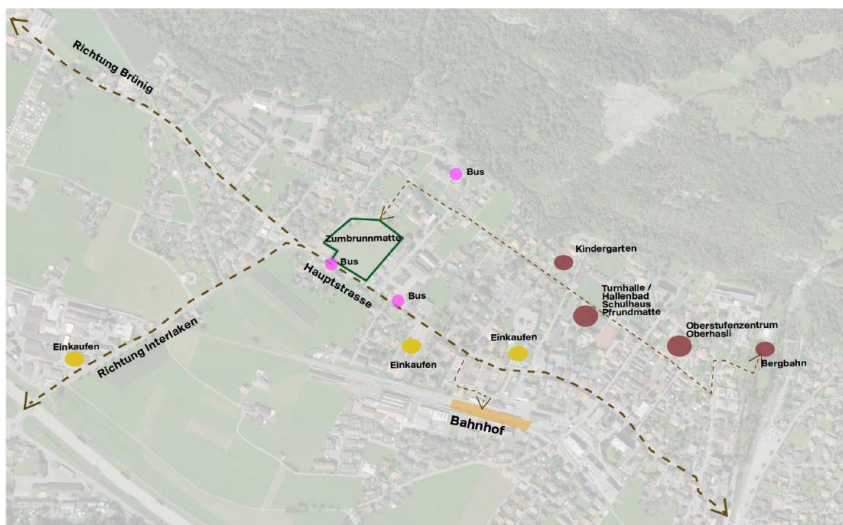 Richtung Brünig
Bus
Zumbrunnmatte
Bus
Hauptstrasse
Bus
Kindergarten
Turnhalle /
Hallenbad
Schulhaus
Pfrundmatte
Oberstufenzentrum
Oberhasli
Bergbahn
Einkaufen
Richtung Interlaken
Einkaufen
Einkaufen
Bahnhof